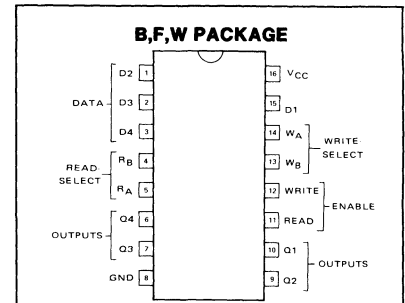 B,F,W PACKAGE
D2 1 16 VCC
D3 2 15 D1
DATA
D4 3 14 WA
WRITE
SELECT
RB 4 13 WB
READ
SELECT
RA 5 12 WRITE
ENABLE
Q4 6 11 READ
OUTPUTS
Q3 7 10 Q1
OUTPUTS
GND 8 9 Q2